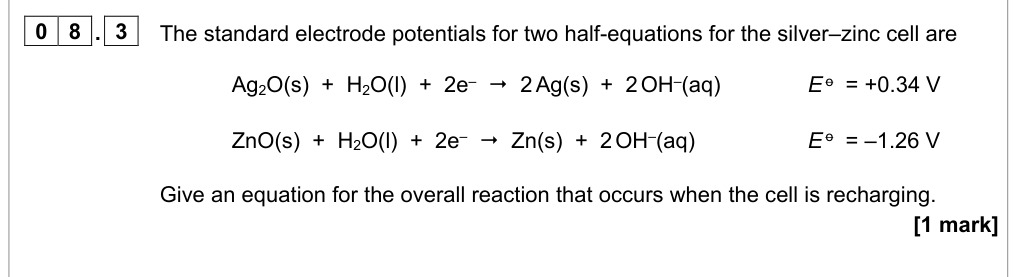 0 8 . 3 The standard electrode potentials for two half-equations for the silver–zinc cell are
Ag₂O(s) + H₂O(l) + 2e⁻ → 2 Ag(s) + 2 OH⁻(aq) E⦵ = +0.34 V
ZnO(s) + H₂O(l) + 2e⁻ → Zn(s) + 2 OH⁻(aq) E⦵ = –1.26 V
Give an equation for the overall reaction that occurs when the cell is recharging.
[1 mark]